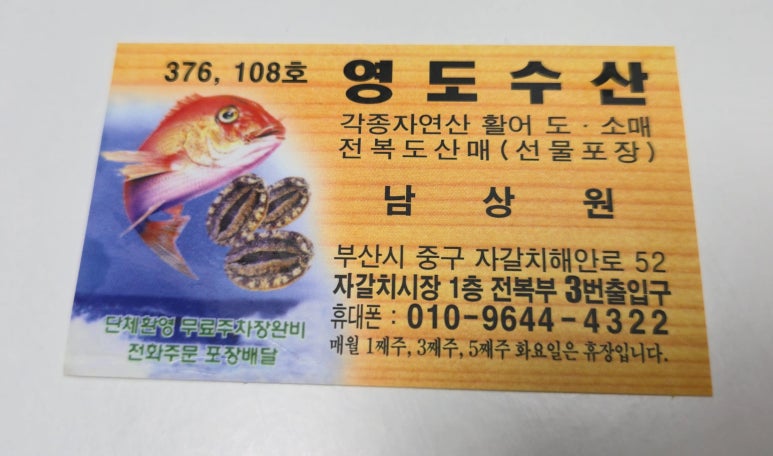 376, 108호
영도수산
각종자연산 활어 도·소매
전복도산매(선물포장)
남상원
부산시 중구 자갈치해안로 52
자갈치시장 1층 전복부 3번출입구
휴대폰 : 010-9644-4322
매월 1째주, 3째주, 5째주 화요일은 휴장입니다.
단체환영 무료주차장완비
전화주문 포장배달